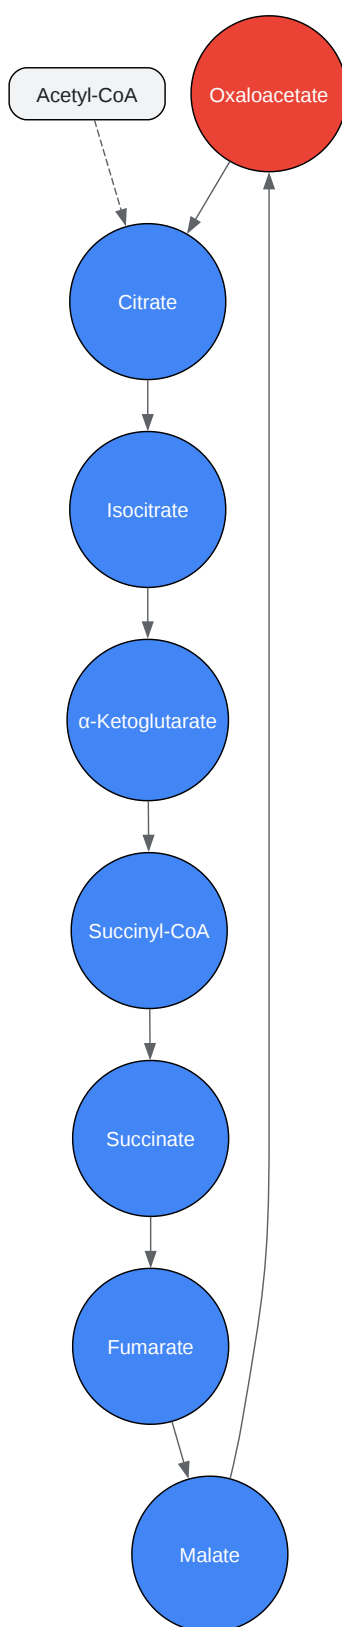 Acetyl-CoA
Oxaloacetate
Citrate
Isocitrate
α-Ketoglutarate
Succinyl-CoA
Succinate
Fumarate
Malate